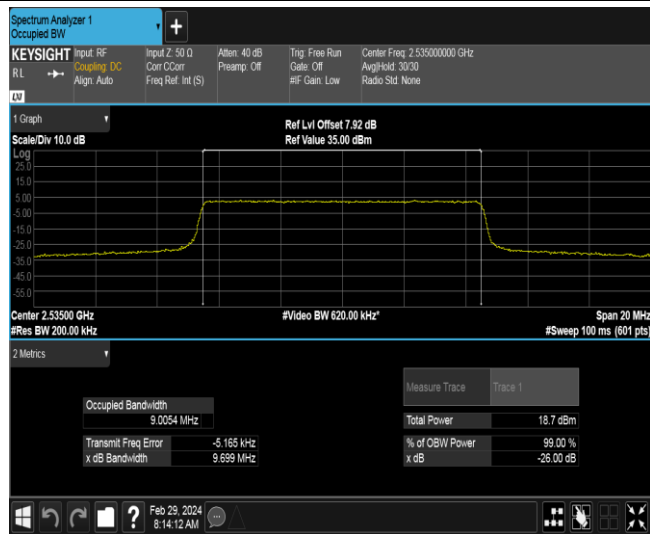 Spectrum Analyzer 1
Occupied BW
KEYSIGHT
RL
Input: RF
Coupling: DC
Align: Auto
Input Z: 50 Ω
Corr CCorr
Freq Ref: Int (S)
Atten: 40 dB
Preamp: Off
Trig: Free Run
Gate: Off
#IF Gain: Low
Center Freq: 2.535000000 GHz
Avg|Hold: 30/30
Radio Std: None
LXI
1 Graph
Scale/Div 10.0 dB
Ref Lvl Offset 7.92 dB
Ref Value 35.00 dBm
Log
25.0
15.0
5.00
-5.00
-15.0
-25.0
-35.0
-45.0
-55.0
Center 2.53500 GHz
#Video BW 620.00 kHz*
Span 20 MHz
#Res BW 200.00 kHz
#Sweep 100 ms (601 pts)
2 Metrics
Measure Trace Trace 1
Occupied Bandwidth
9.0054 MHz
Total Power 18.7 dBm
Transmit Freq Error -5.165 kHz
% of OBW Power 99.00 %
x dB Bandwidth 9.699 MHz
x dB -26.00 dB
?
Feb 29, 2024
8:14:12 AM